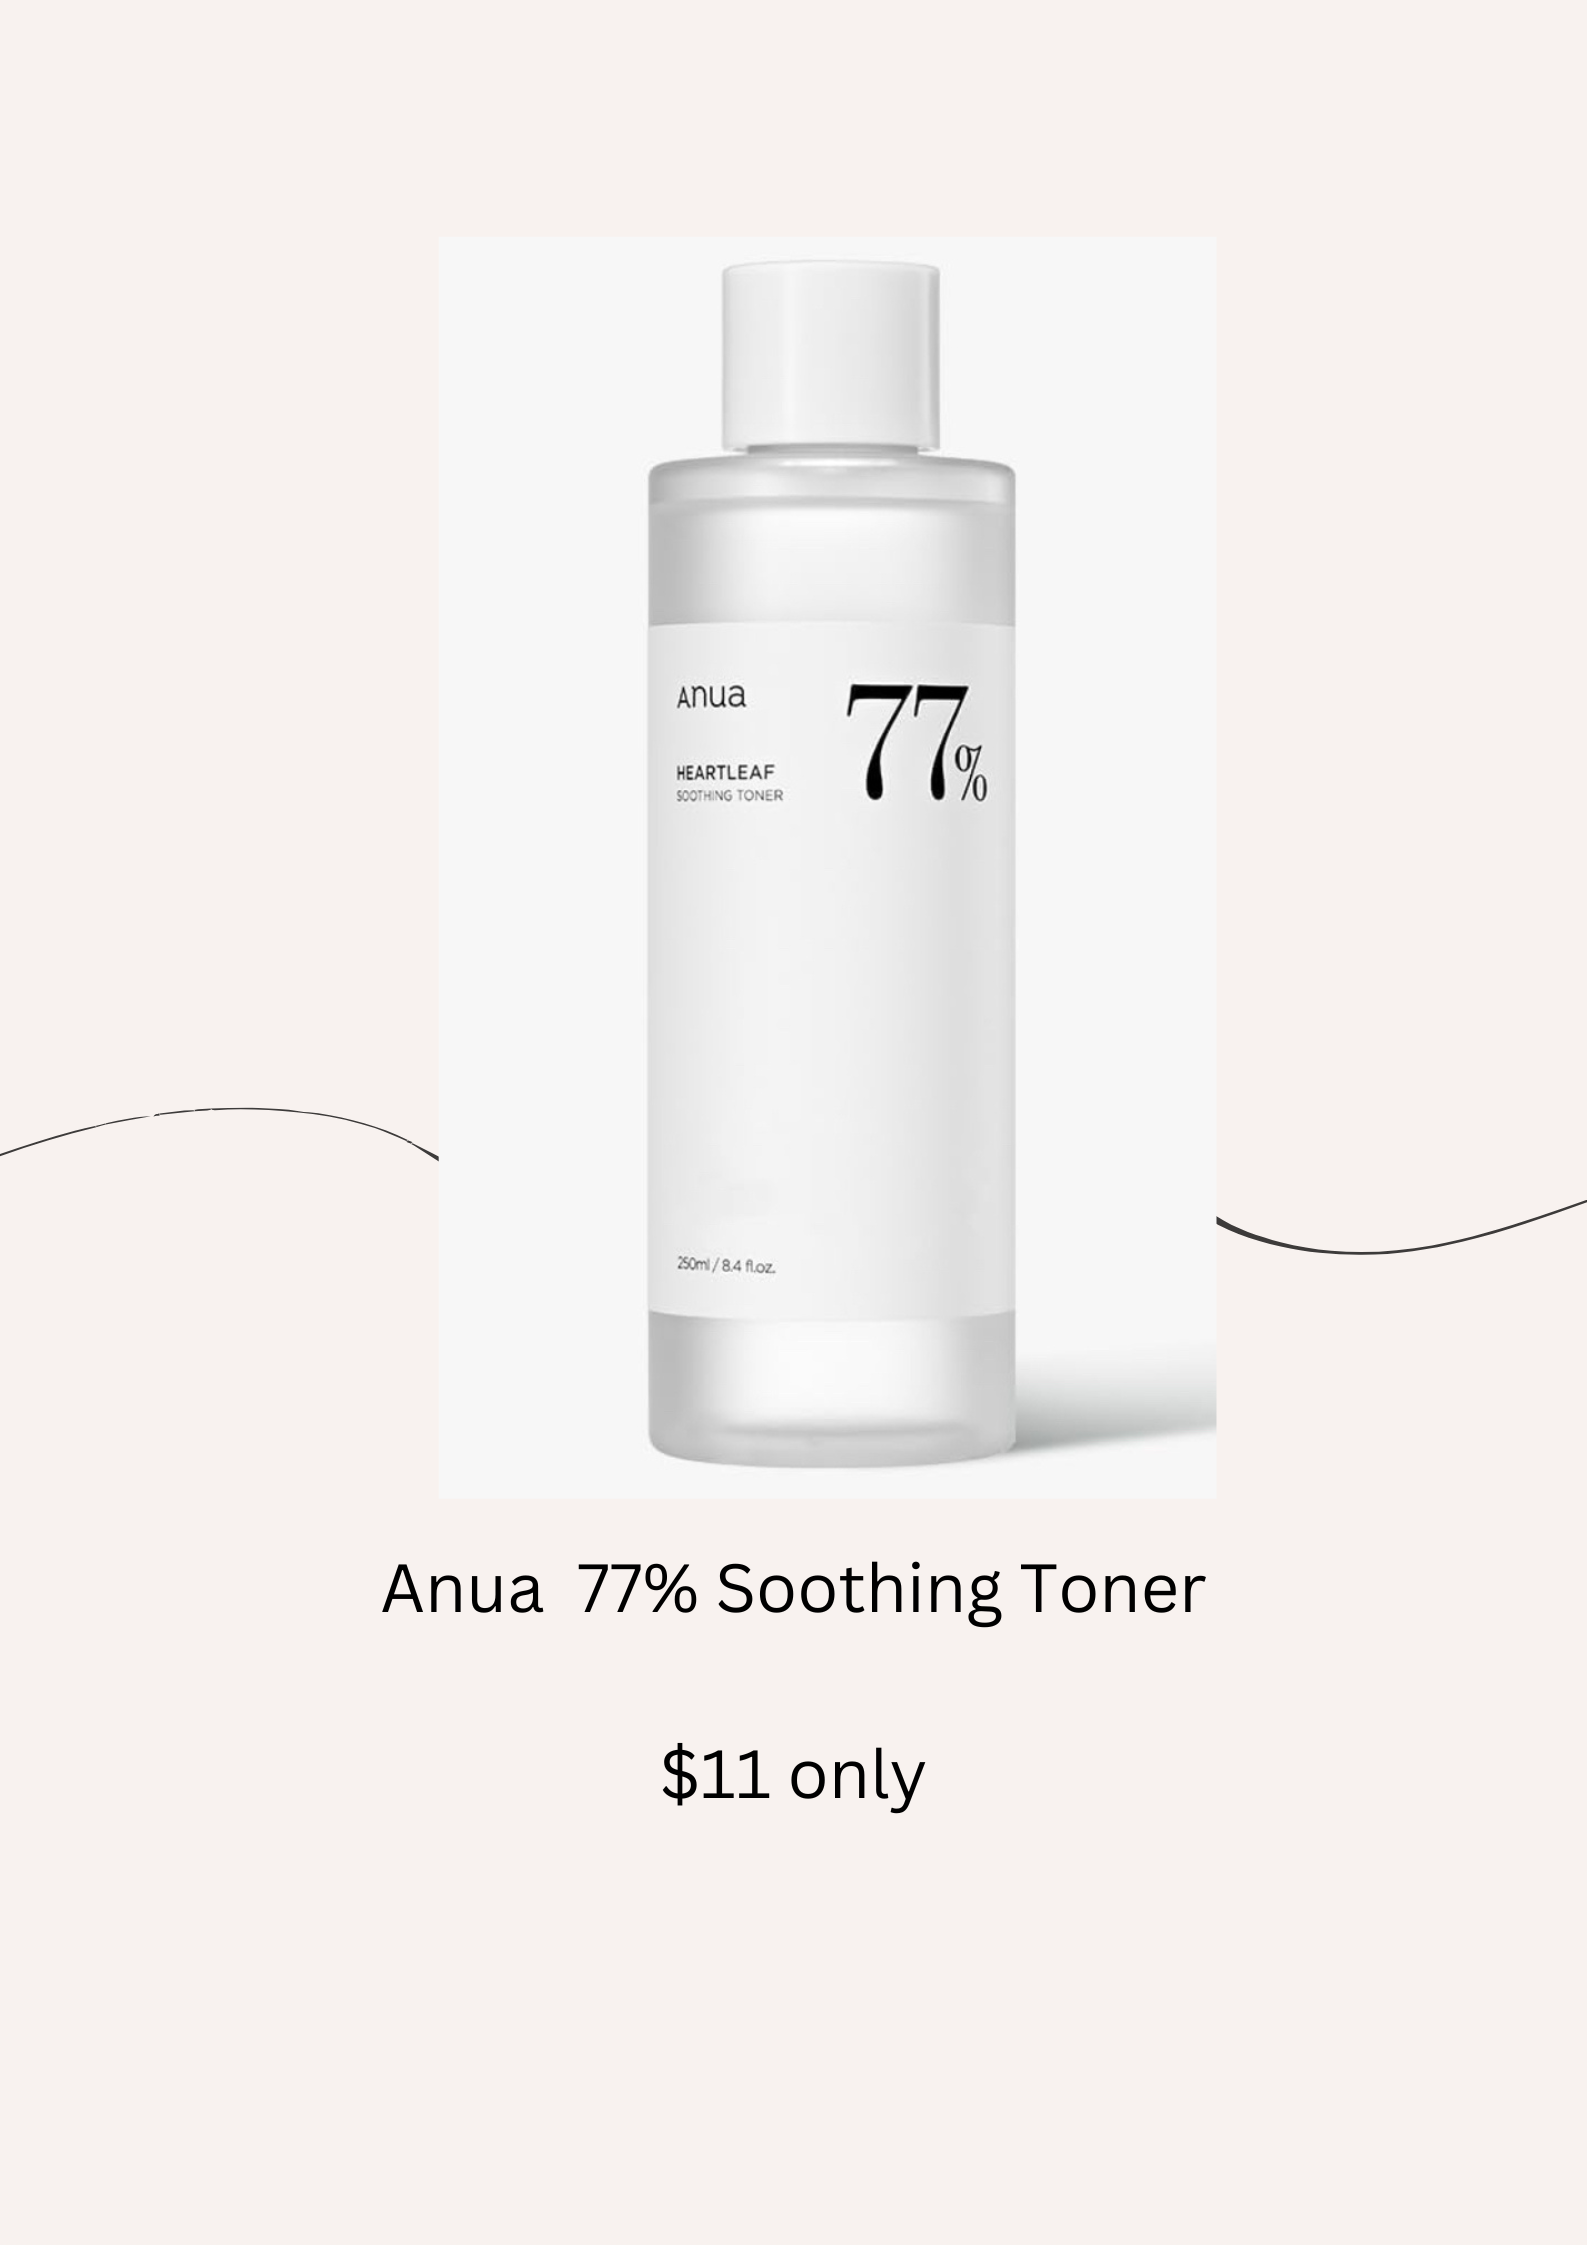 Anua
77%
HEARTLEAF
SOOTHING TONER
250ml / 8.4 fl.oz.
Anua 77% Soothing Toner
$11 only